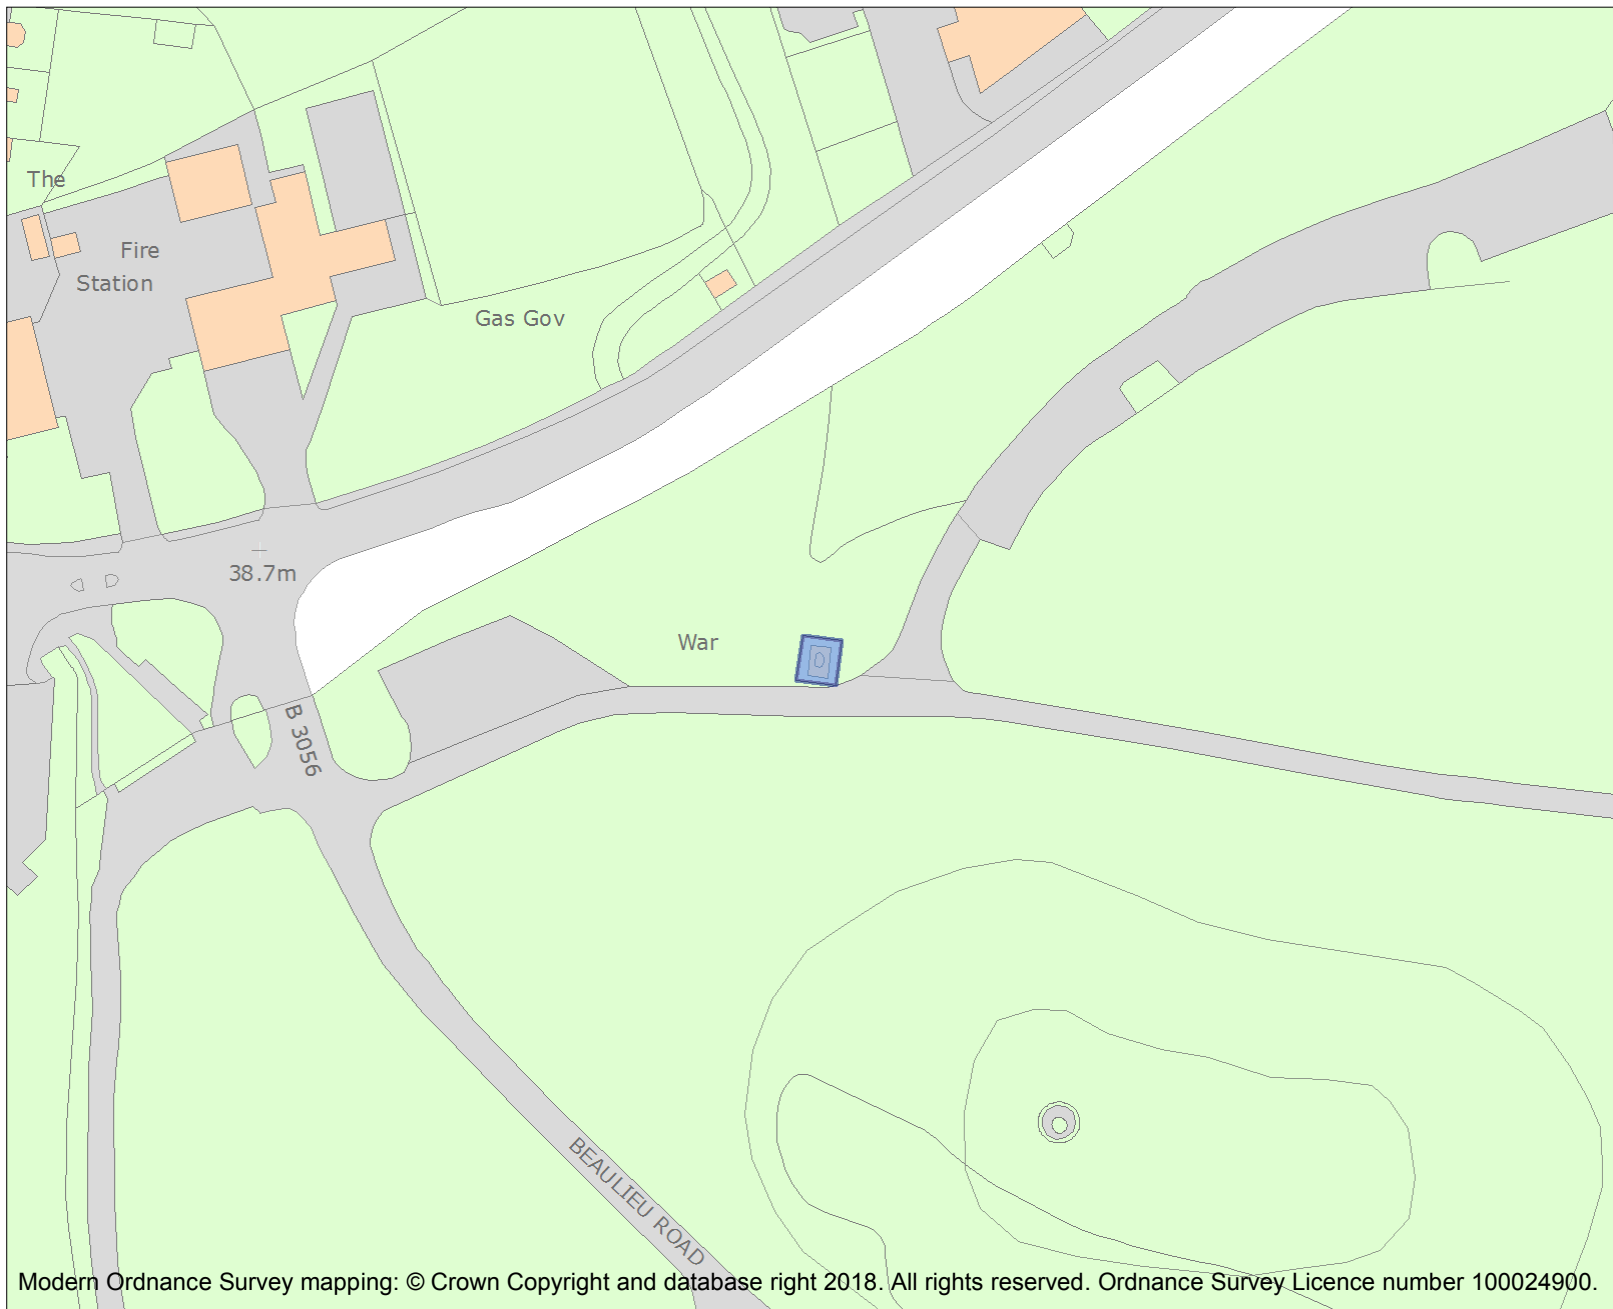 The
Fire
Station
Gas Gov
38.7m
War
B 3056
BEAULIEU ROAD
Modern Ordnance Survey mapping: © Crown Copyright and database right 2018. All rights reserved. Ordnance Survey Licence number 100024900.